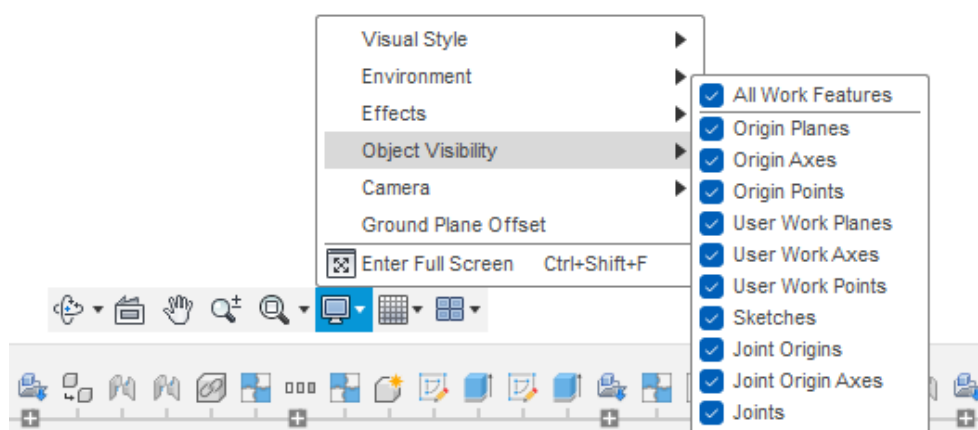 Visual Style
Environment
Effects
Object Visibility
Camera
Ground Plane Offset
Enter Full Screen Ctrl+Shift+F
All Work Features
Origin Planes
Origin Axes
Origin Points
User Work Planes
User Work Axes
User Work Points
Sketches
Joint Origins
Joint Origin Axes
Joints